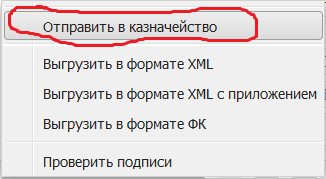 Отправить в казначейство
Выгрузить в формате XML
Выгрузить в формате XML с приложением
Выгрузить в формате ФК
Проверить подписи